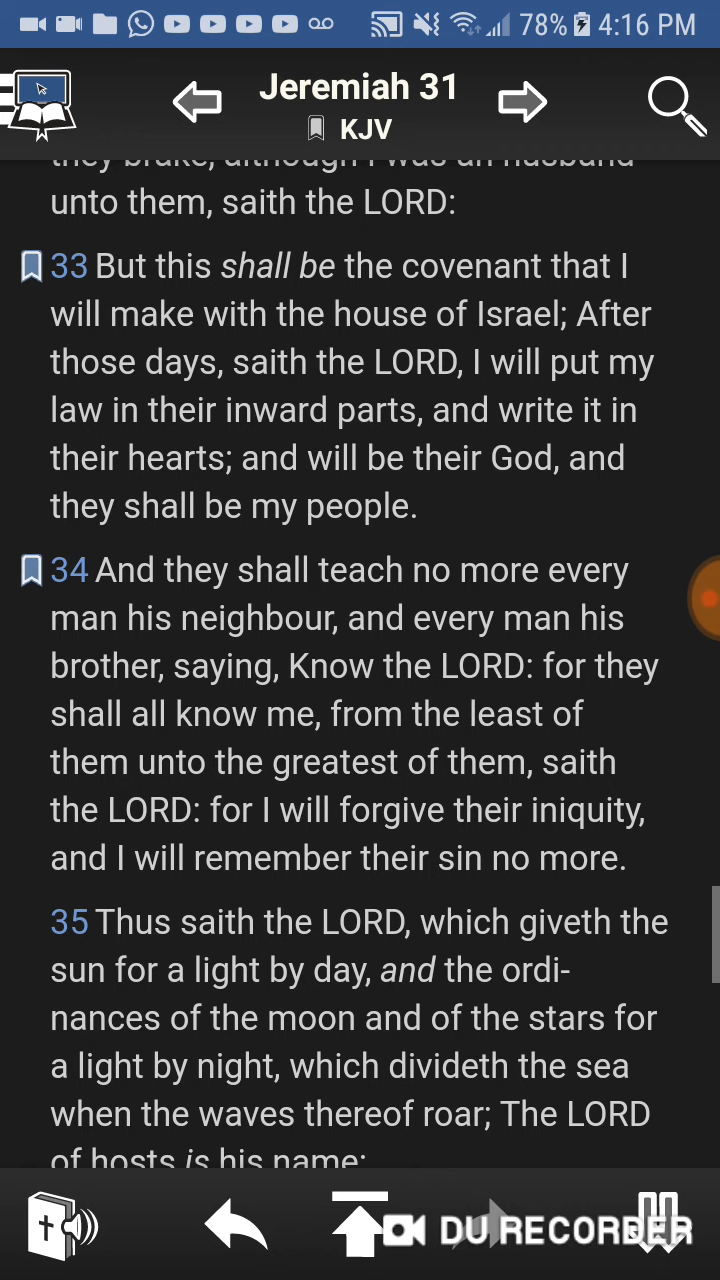 78% 4:16 PM
Jeremiah 31
KJV
they brake, although I was an husband
unto them, saith the LORD:
33 But this shall be the covenant that I
will make with the house of Israel; After
those days, saith the LORD, I will put my
law in their inward parts, and write it in
their hearts; and will be their God, and
they shall be my people.
34 And they shall teach no more every
man his neighbour, and every man his
brother, saying, Know the LORD: for they
shall all know me, from the least of
them unto the greatest of them, saith
the LORD: for I will forgive their iniquity,
and I will remember their sin no more.
35 Thus saith the LORD, which giveth the
sun for a light by day, and the ordi-
nances of the moon and of the stars for
a light by night, which divideth the sea
when the waves thereof roar; The LORD
of hosts is his name:
DU RECORDER